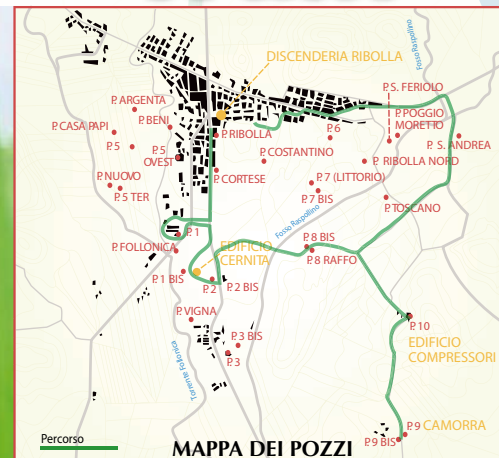 Fosso Raspolino
DISCENDERIA RIBOLLA
P.S. FERIOLO
P. ARGENTA
P.POGGIO
MORETTO
P.BENI
P.CASA PAPI
P.RIBOLLA
P.6
P. S. ANDREA
P.5
P.5
OVEST
P.COSTANTINO
P. RIBOLLA NORD
P.NUOVO
P.5 TER
P.CORTESE
P.7 (LITTORIO)
P.7 BIS
P.TOSCANO
Fosso Raspollino
P.1
P.8 BIS
P.FOLLONICA
EDIFICIO
CERNITA
P.8 RAFFO
P.1 BIS
P.2
P.2 BIS
P.VIGNA
P.10
P.3 BIS
EDIFICIO
COMPRESSORI
P.3
Torrente Follonica
P.9
CAMORRA
P.9 BIS
Percorso
MAPPA DEI POZZI